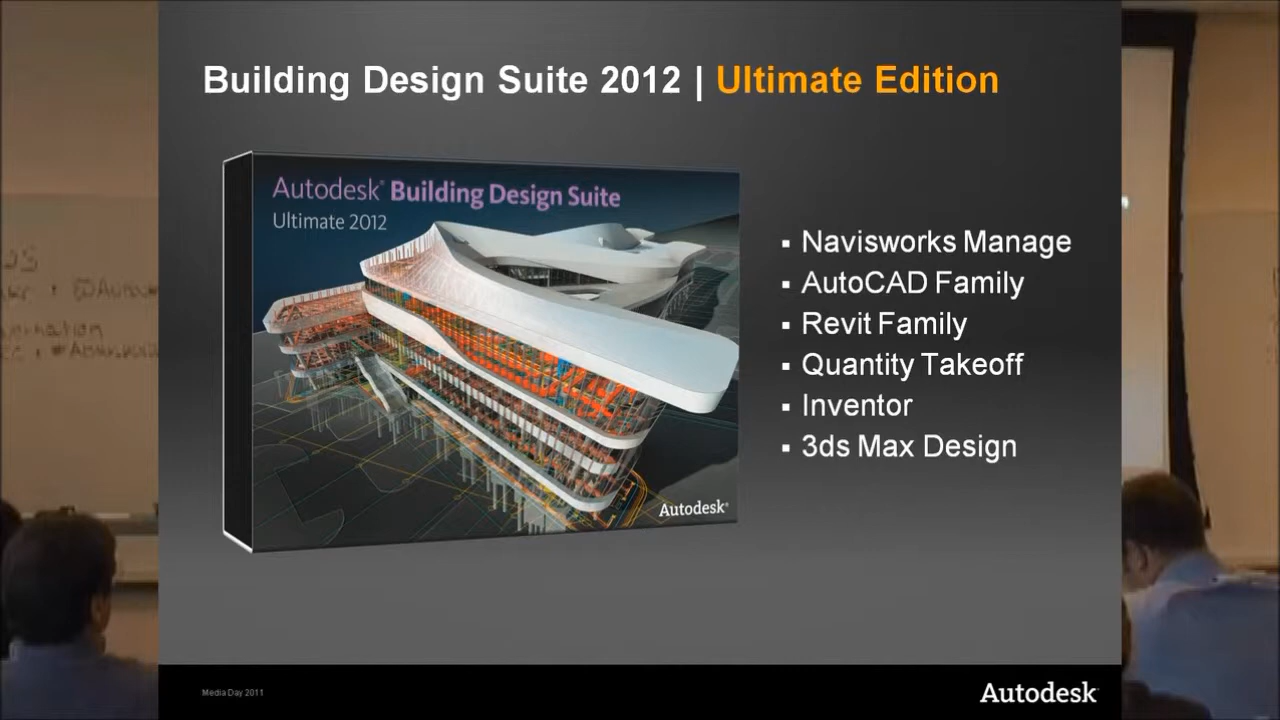 Building Design Suite 2012 | Ultimate Edition
Autodesk® Building Design Suite
Ultimate 2012
Autodesk®
▪ Navisworks Manage
▪ AutoCAD Family
▪ Revit Family
▪ Quantity Takeoff
▪ Inventor
▪ 3ds Max Design
Media Day 2011
Autodesk®